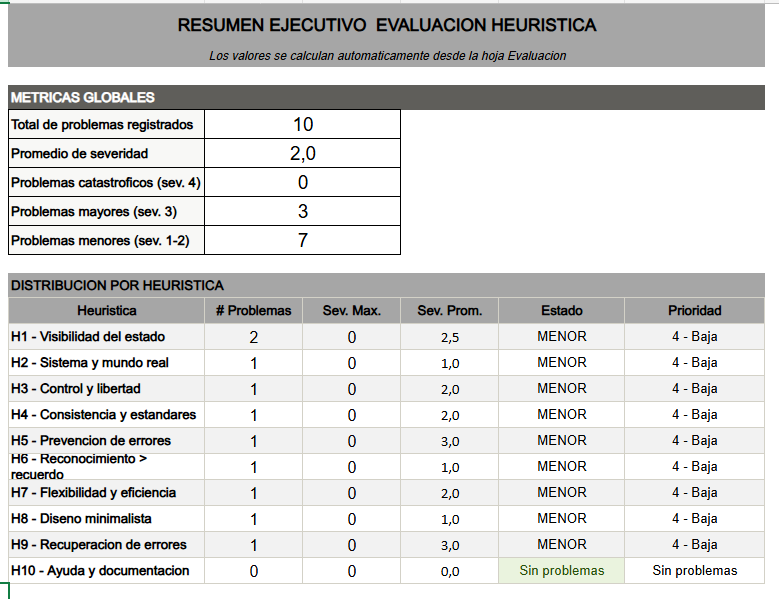 RESUMEN EJECUTIVO EVALUACION HEURISTICA
Los valores se calculan automaticamente desde la hoja Evaluacion
METRICAS GLOBALES
Total de problemas registrados 10
Promedio de severidad 2,0
Problemas catastroficos (sev. 4) 0
Problemas mayores (sev. 3) 3
Problemas menores (sev. 1-2) 7
DISTRIBUCION POR HEURISTICA
Heuristica # Problemas Sev. Max. Sev. Prom. Estado Prioridad
H1 - Visibilidad del estado 2 0 2,5 MENOR 4 - Baja
H2 - Sistema y mundo real 1 0 1,0 MENOR 4 - Baja
H3 - Control y libertad 1 0 2,0 MENOR 4 - Baja
H4 - Consistencia y estandares 1 0 2,0 MENOR 4 - Baja
H5 - Prevencion de errores 1 0 3,0 MENOR 4 - Baja
H6 - Reconocimiento >
recuerdo 1 0 1,0 MENOR 4 - Baja
H7 - Flexibilidad y eficiencia 1 0 2,0 MENOR 4 - Baja
H8 - Diseno minimalista 1 0 1,0 MENOR 4 - Baja
H9 - Recuperacion de errores 1 0 3,0 MENOR 4 - Baja
H10 - Ayuda y documentacion 0 0 0,0 Sin problemas Sin problemas